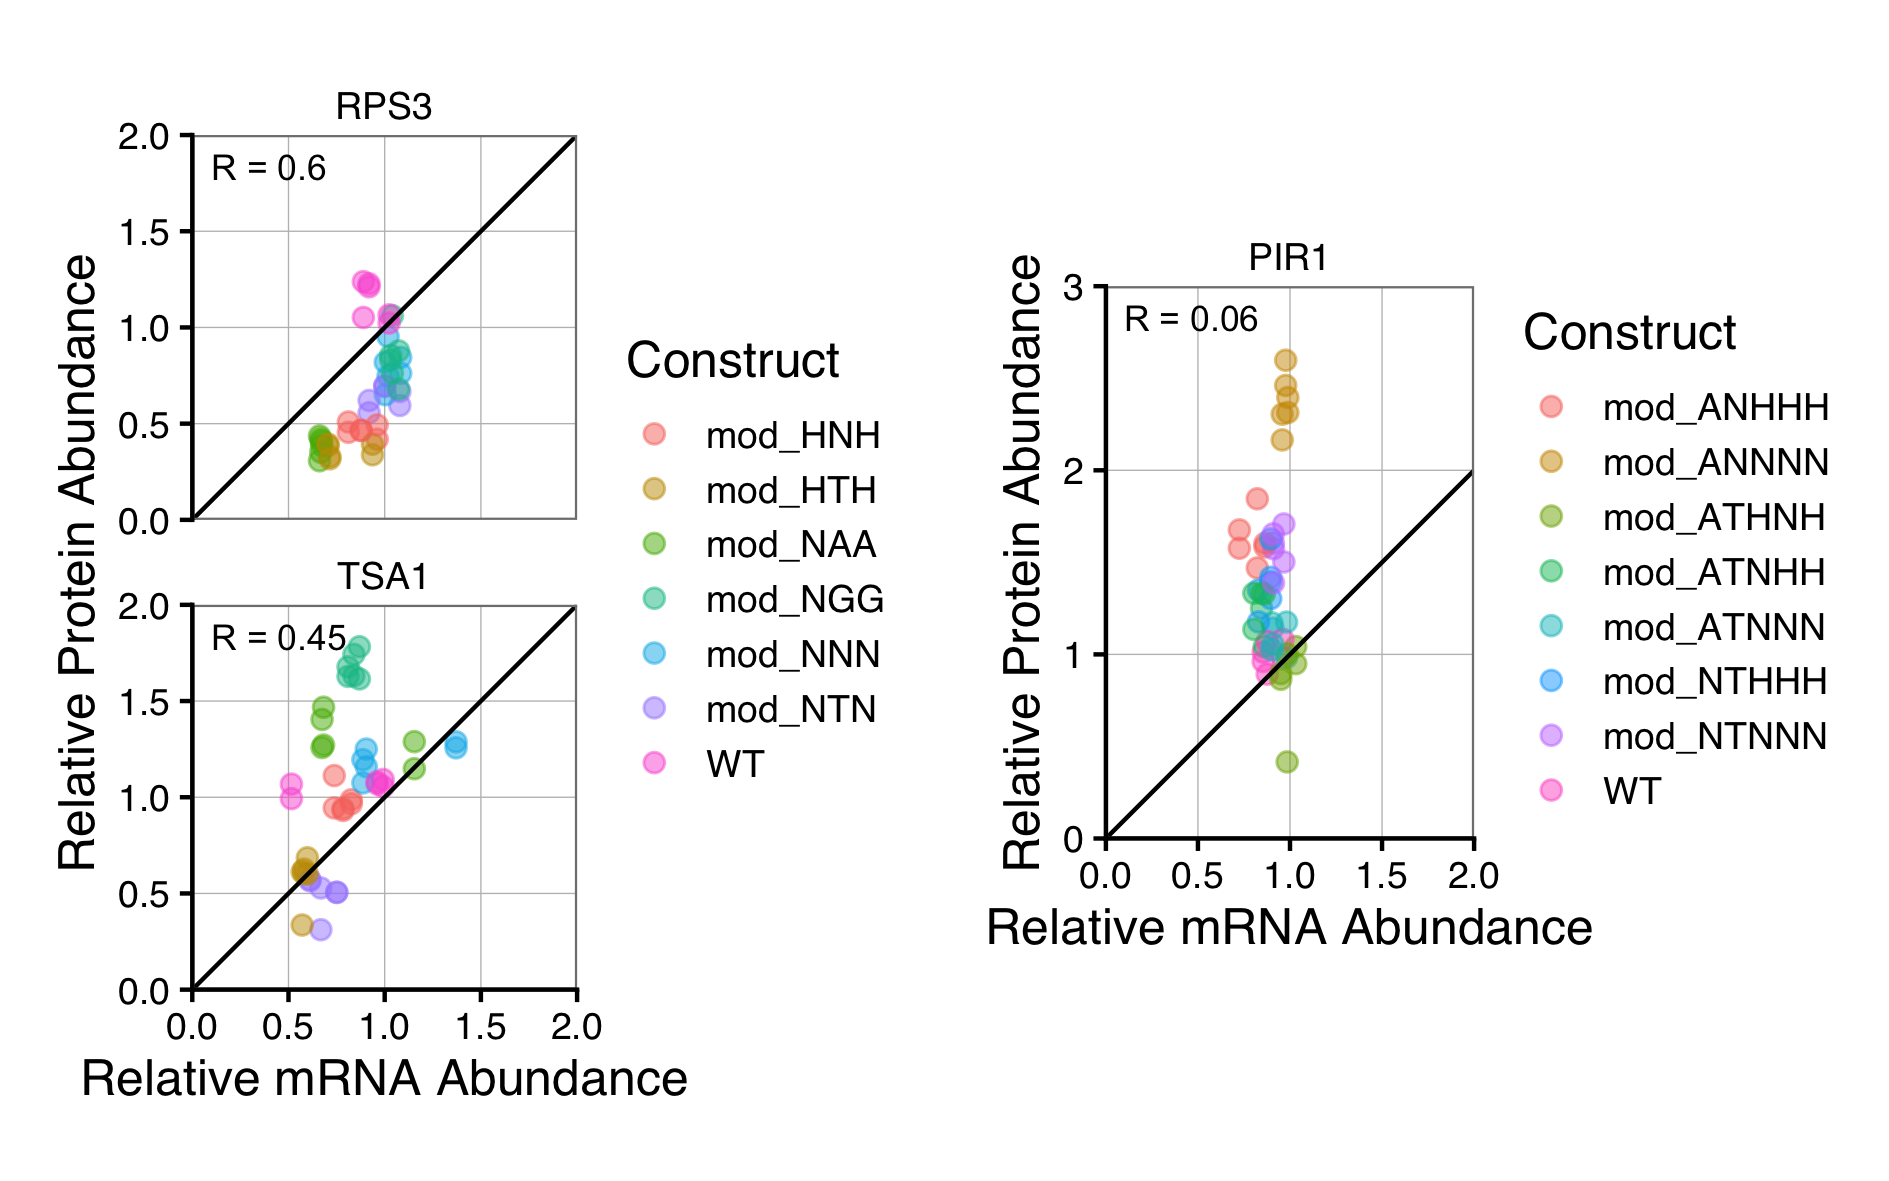 RPS3
2.0
R = 0.6
1.5
1.0
0.5
0.0
TSA1
2.0
R = 0.45
1.5
1.0
0.5
0.0
0.0 0.5 1.0 1.5 2.0
Relative mRNA Abundance
Relative Protein Abundance
Construct
mod_HNH
mod_HTH
mod_NAA
mod_NGG
mod_NNN
mod_NTN
WT
PIR1
3
R = 0.06
2
1
0
0.0 0.5 1.0 1.5 2.0
Relative mRNA Abundance
Relative Protein Abundance
Construct
mod_ANHHH
mod_ANNNN
mod_ATHNH
mod_ATNHH
mod_ATNNN
mod_NTHHH
mod_NTNNN
WT